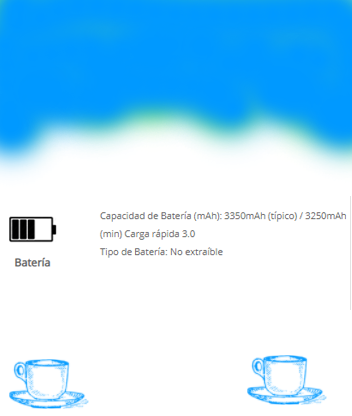 Capacidad de Batería (mAh): 3350mAh (típico) / 3250mAh
(min) Carga rápida 3.0
Tipo de Batería: No extraíble
Batería